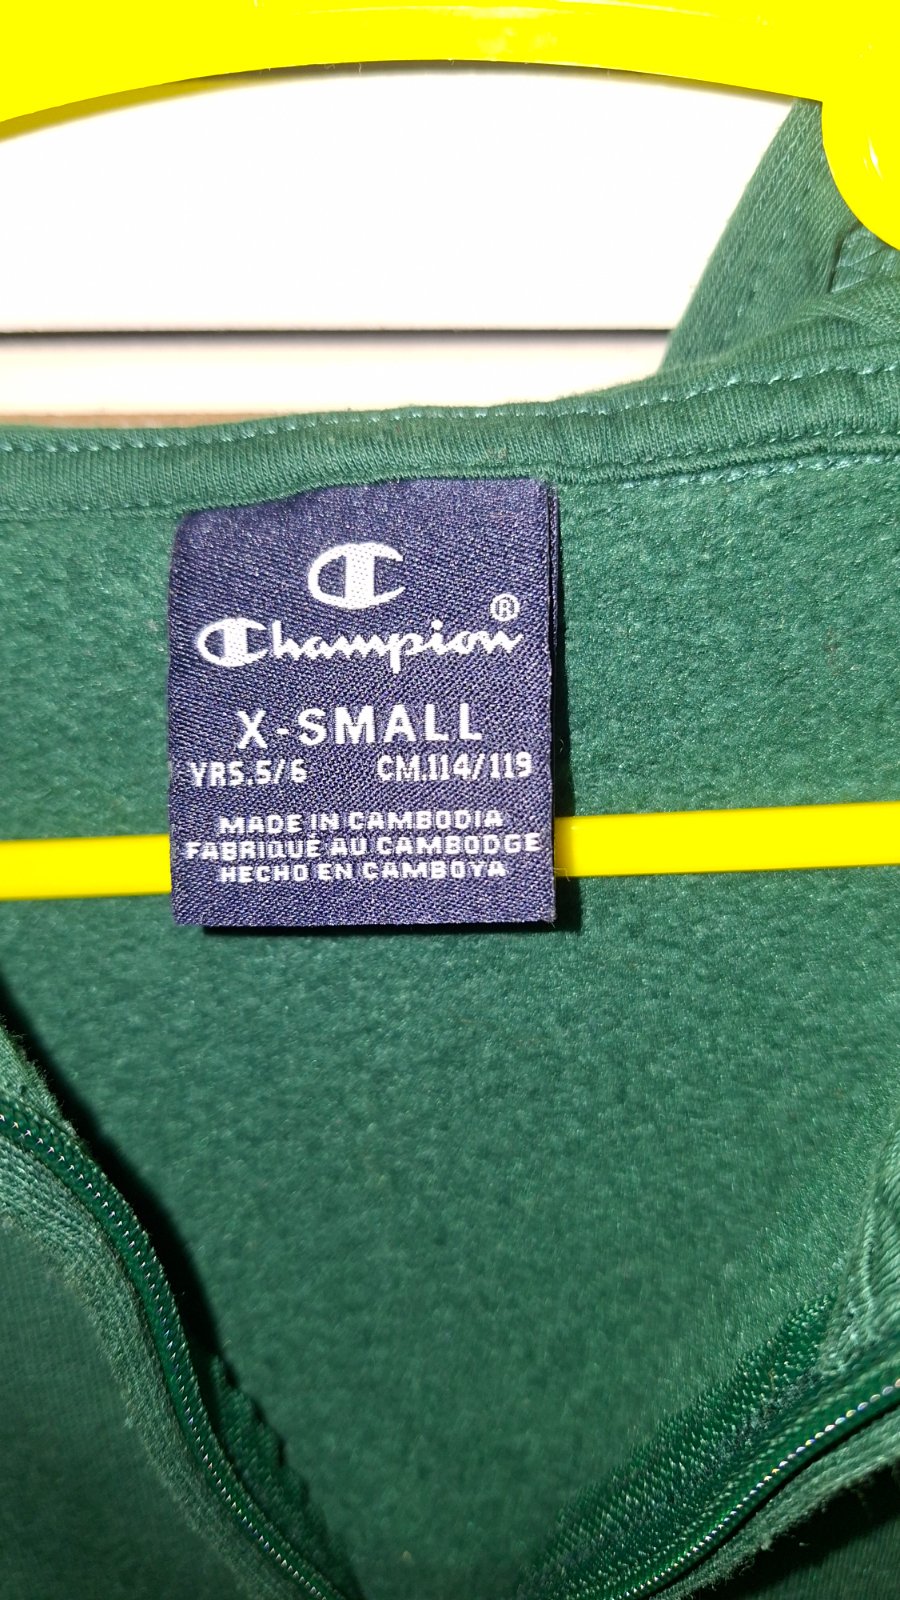 Champion®
X-SMALL
YRS.5/6 CM.114/119
MADE IN CAMBODIA
FABRIQUÉ AU CAMBODGE
HECHO EN CAMBOYA